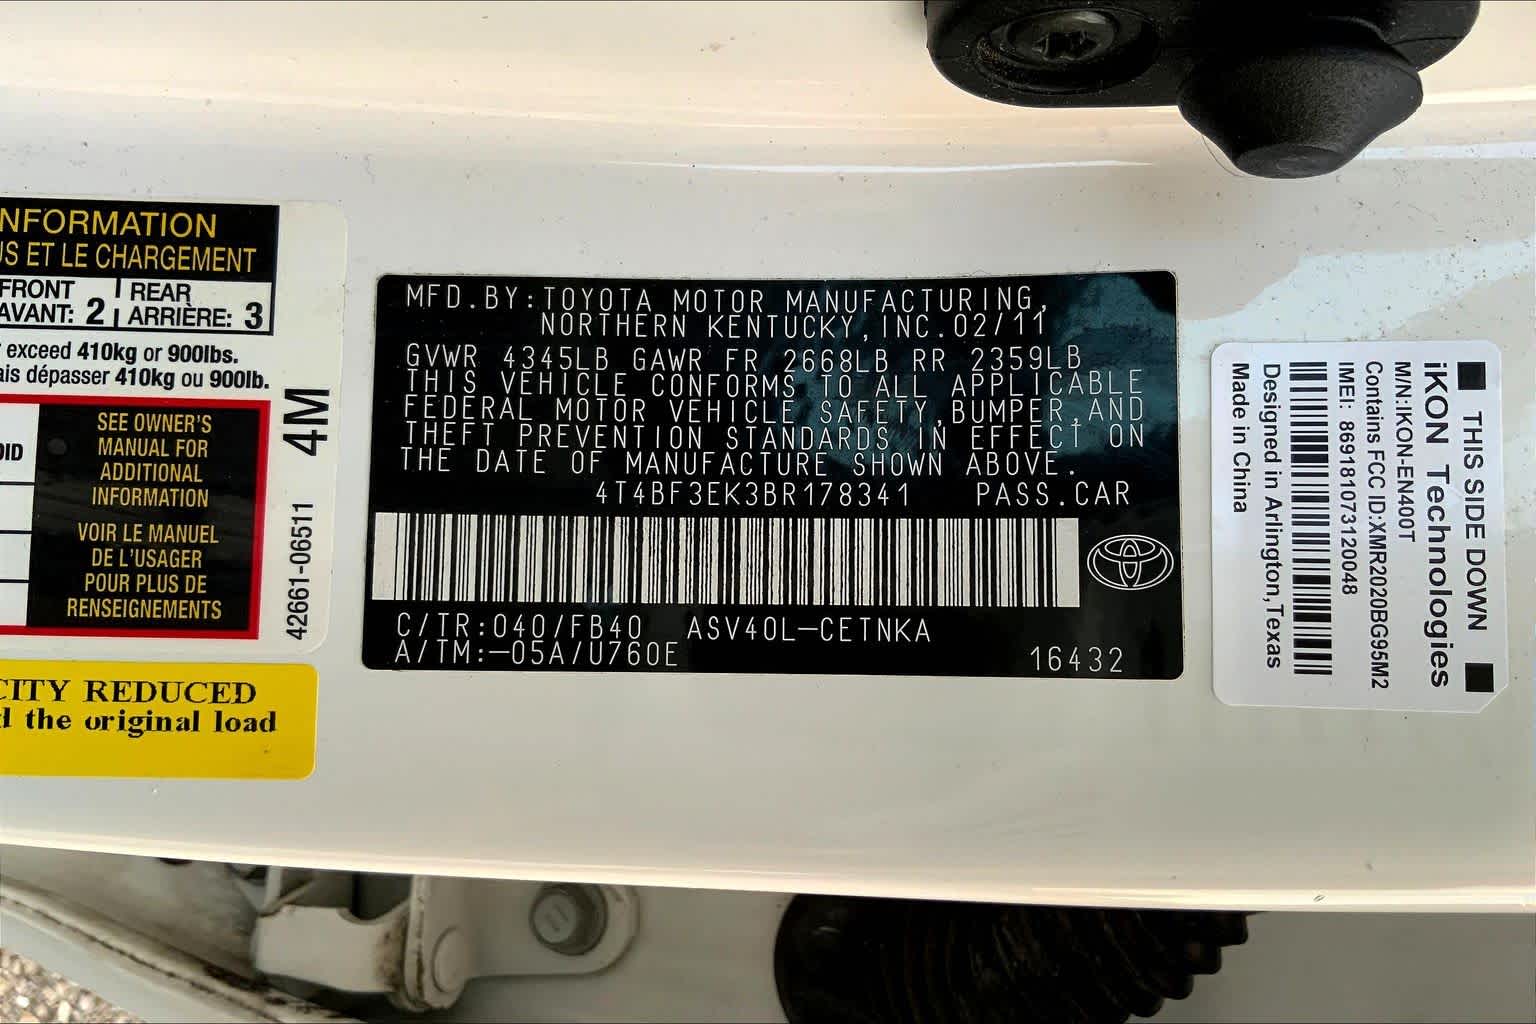 NFORMATION
US ET LE CHARGEMENT
FRONT
AVANT: 2
REAR
ARRIÈRE: 3
exceed 410kg or 900lbs.
ais dépasser 410kg ou 900lb.
OID
SEE OWNER'S
MANUAL FOR
ADDITIONAL
INFORMATION
VOIR LE MANUEL
DE L'USAGER
POUR PLUS DE
RENSEIGNEMENTS
4M
42661-06511
CITY REDUCED
d the original load
MFD.BY:TOYOTA MOTOR MANUFACTURING,
NORTHERN KENTUCKY,INC.02/11
GVWR 4345LB GAWR FR 2668LB RR 2359LB
THIS VEHICLE CONFORMS TO ALL APPLICABLE
FEDERAL MOTOR VEHICLE SAFETY,BUMPER,AND
THEFT PREVENTION STANDARDS IN EFFECT ON
THE DATE OF MANUFACTURE SHOWN ABOVE.
4T4BF3EK3BR178341 PASS.CAR
C/TR:040/FB40 ASV40L-CETNKA
A/TM:-05A/U760E
16432
THIS SIDE DOWN
iKON Technologies
M/N:IKON-EN400T
Contains FCC ID:XMR2020BG95M2
IMEI: 869181073120048
Designed in Arlington,Texas
Made in China